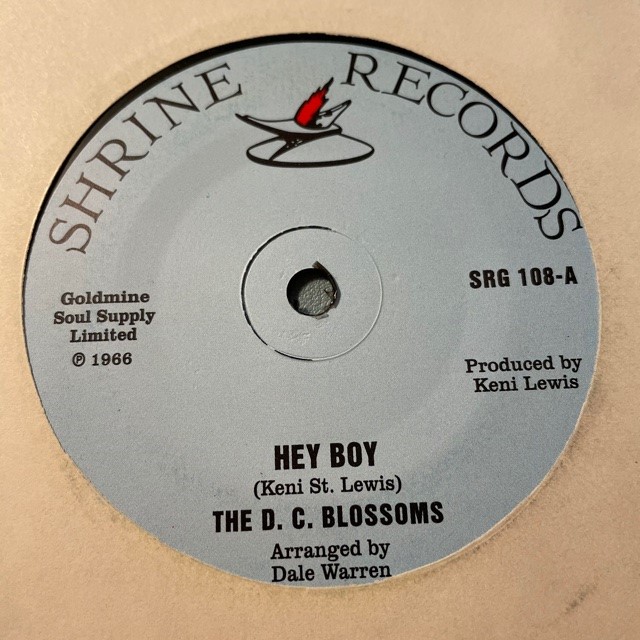 SHRINE RECORDS
SRG 108-A
Goldmine
Soul Supply
Limited
℗ 1966
Produced by
Keni Lewis
HEY BOY
(Keni St. Lewis)
THE D. C. BLOSSOMS
Arranged by
Dale Warren